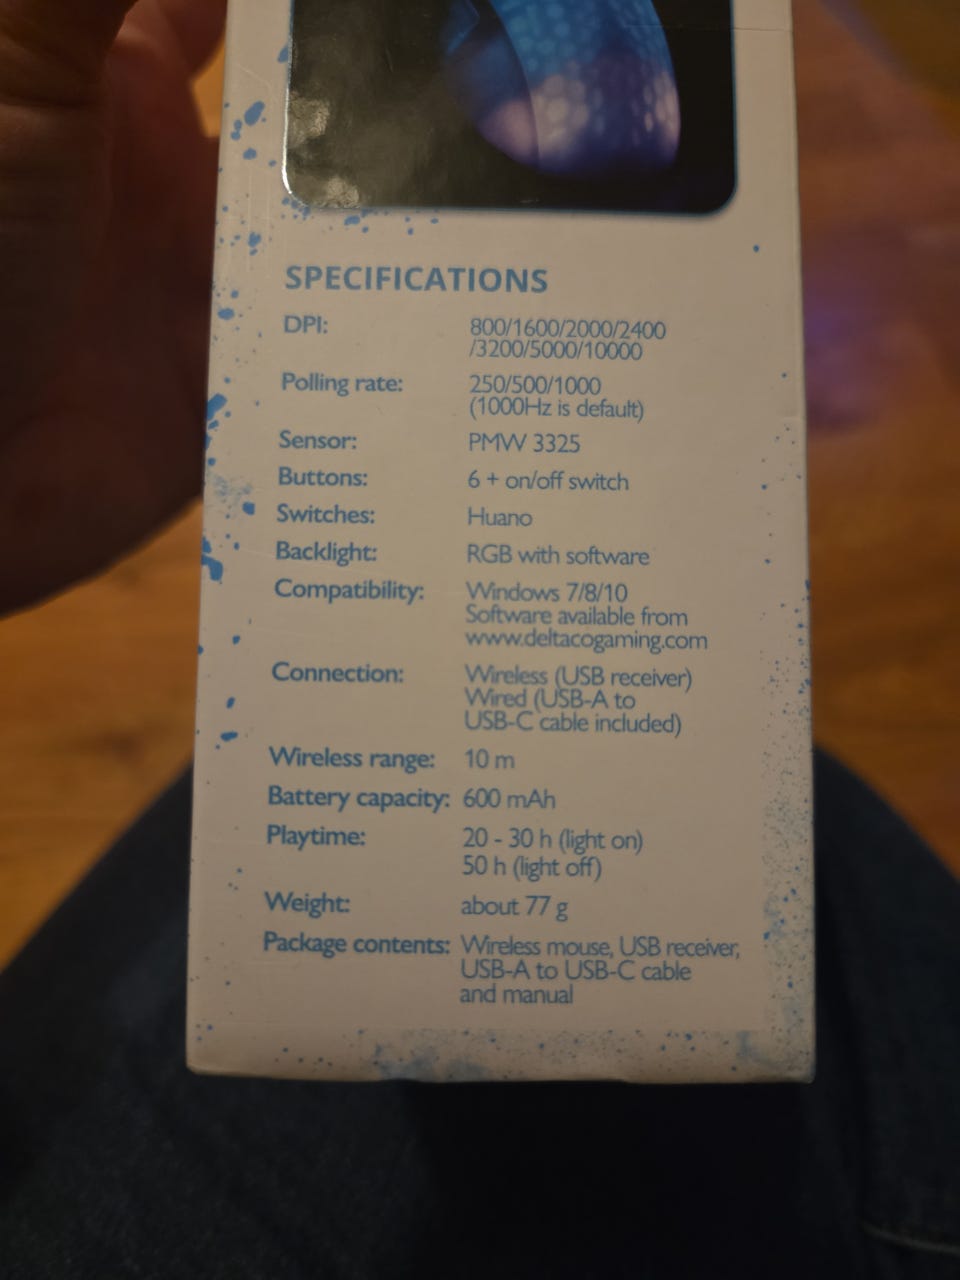 SPECIFICATIONS
DPI: 800/1600/2000/2400
/3200/5000/10000
Polling rate: 250/500/1000
(1000Hz is default)
Sensor: PMW 3325
Buttons: 6 + on/off switch
Switches: Huano
Backlight: RGB with software
Compatibility: Windows 7/8/10
Software available from
www.deltacogaming.com
Connection: Wireless (USB receiver)
Wired (USB-A to
USB-C cable included)
Wireless range: 10 m
Battery capacity: 600 mAh
Playtime: 20 - 30 h (light on)
50 h (light off)
Weight: about 77 g
Package contents: Wireless mouse, USB receiver,
USB-A to USB-C cable
and manual